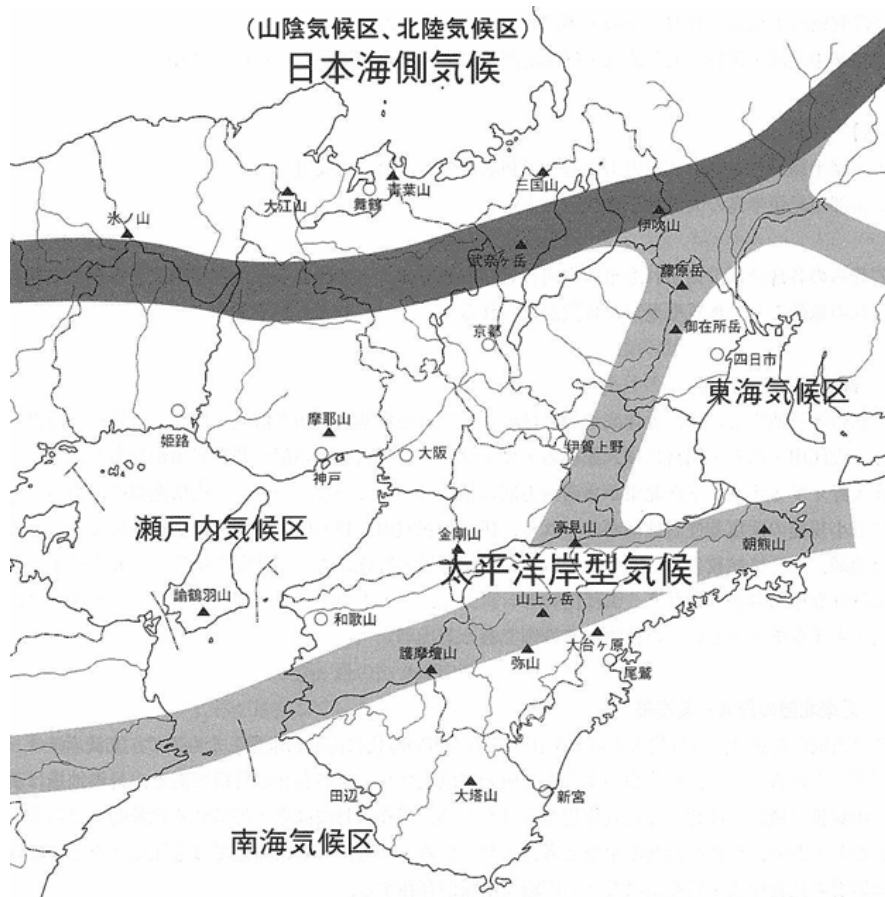 （山陰気候区、北陸気候区）
日本海側気候
三国山
青葉山
舞鶴
大江山
氷ノ山
伊吹山
武奈ヶ岳
藤原岳
御在所岳
京都
四日市
東海気候区
姫路
摩耶山
神戸
大阪
伊賀上野
瀬戸内気候区
金剛山
高見山
朝熊山
太平洋岸型気候
諭鶴羽山
和歌山
山上ヶ岳
大台ヶ原
護摩壇山
弥山
尾鷲
田辺
大塔山
新宮
南海気候区